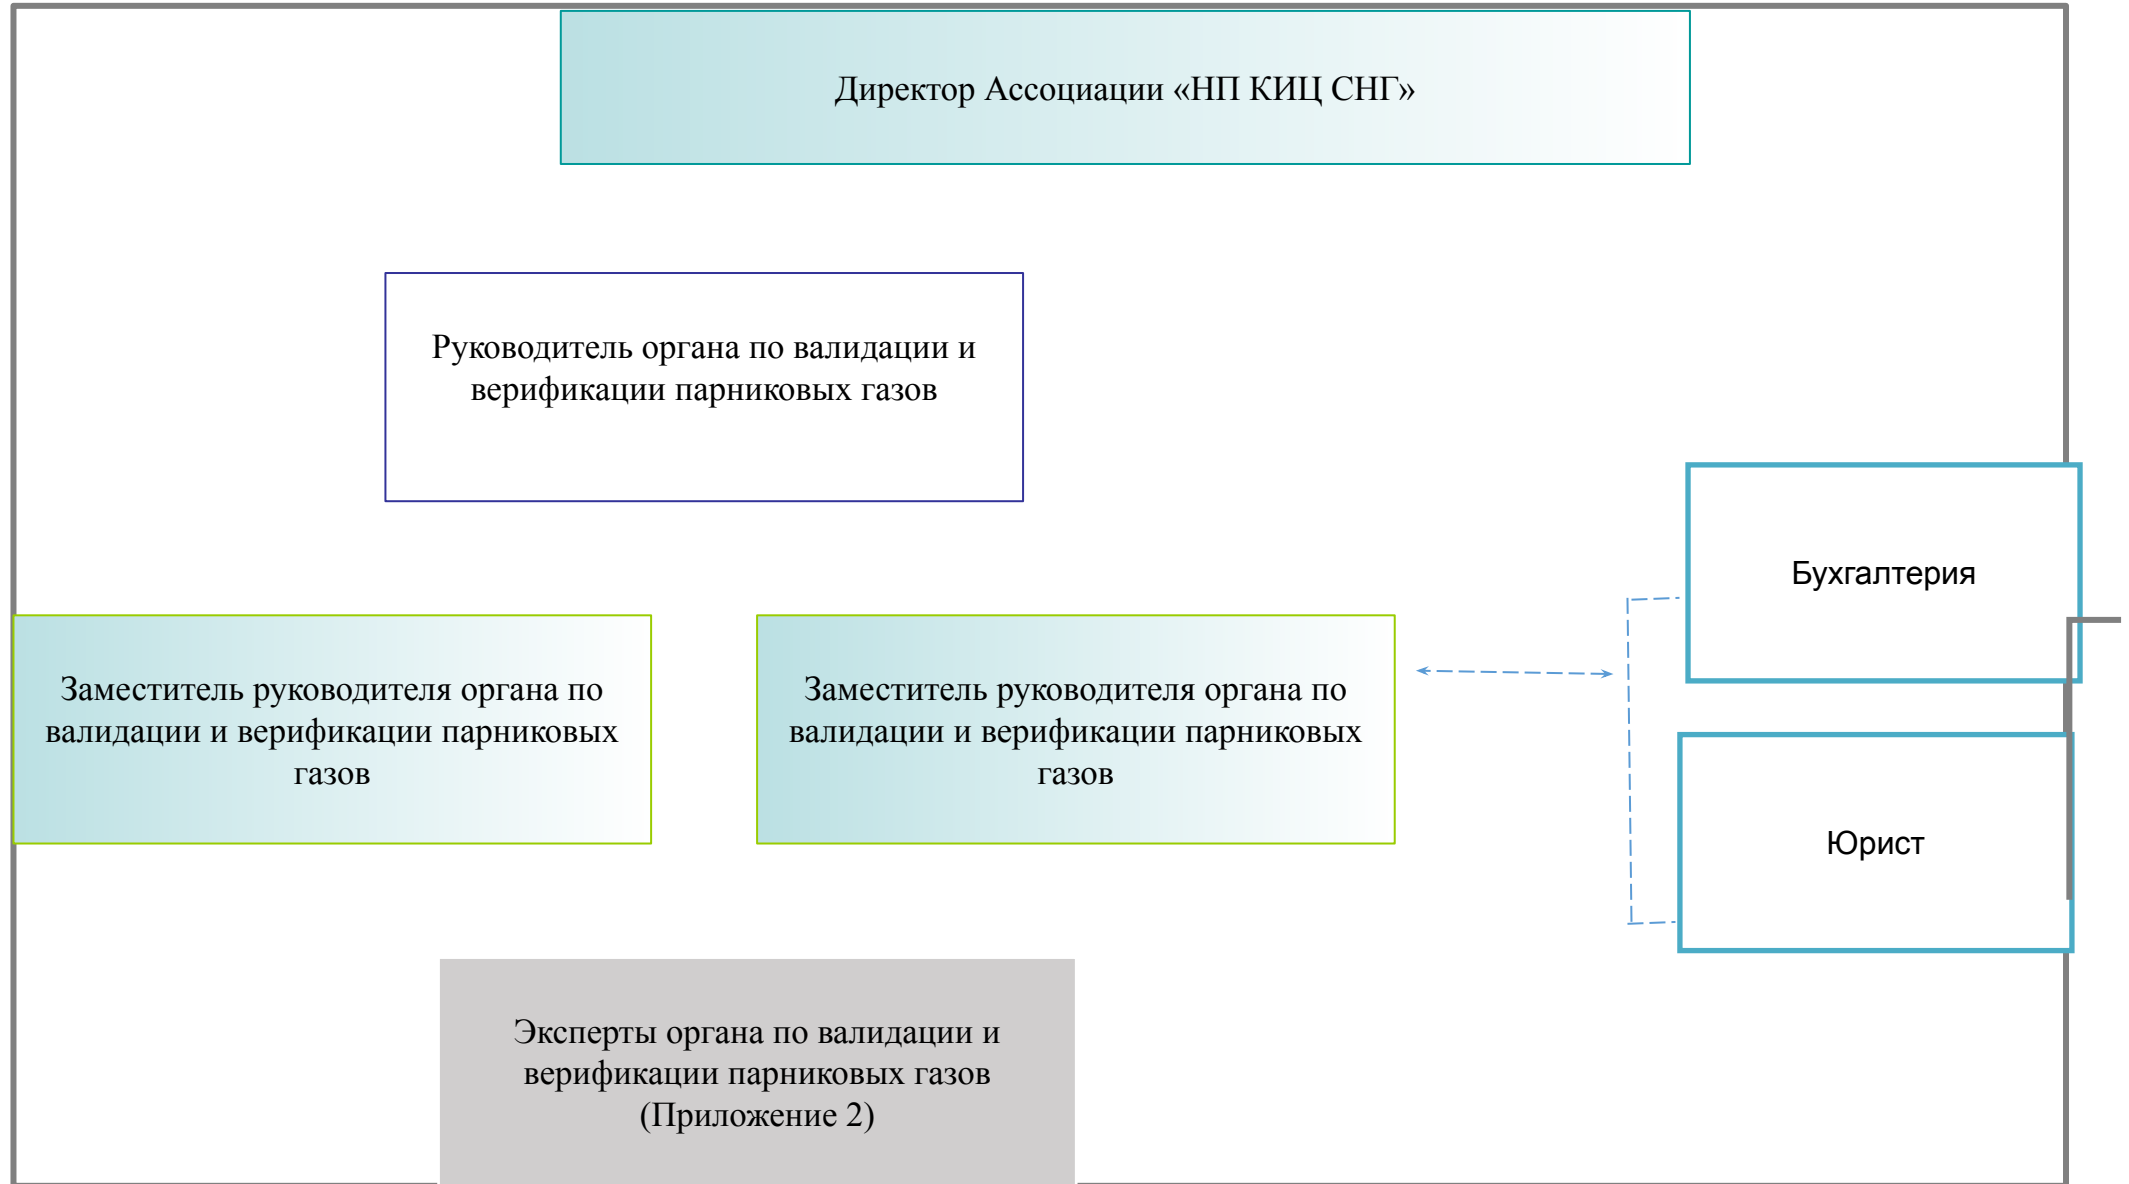 Директор Ассоциации «НП КИЦ СНГ»
Руководитель органа по валидации и
верификации парниковых газов
Бухгалтерия
Заместитель руководителя органа по
валидации и верификации парниковых
газов
Заместитель руководителя органа по
валидации и верификации парниковых
газов
Юрист
Эксперты органа по валидации и
верификации парниковых газов
(Приложение 2)